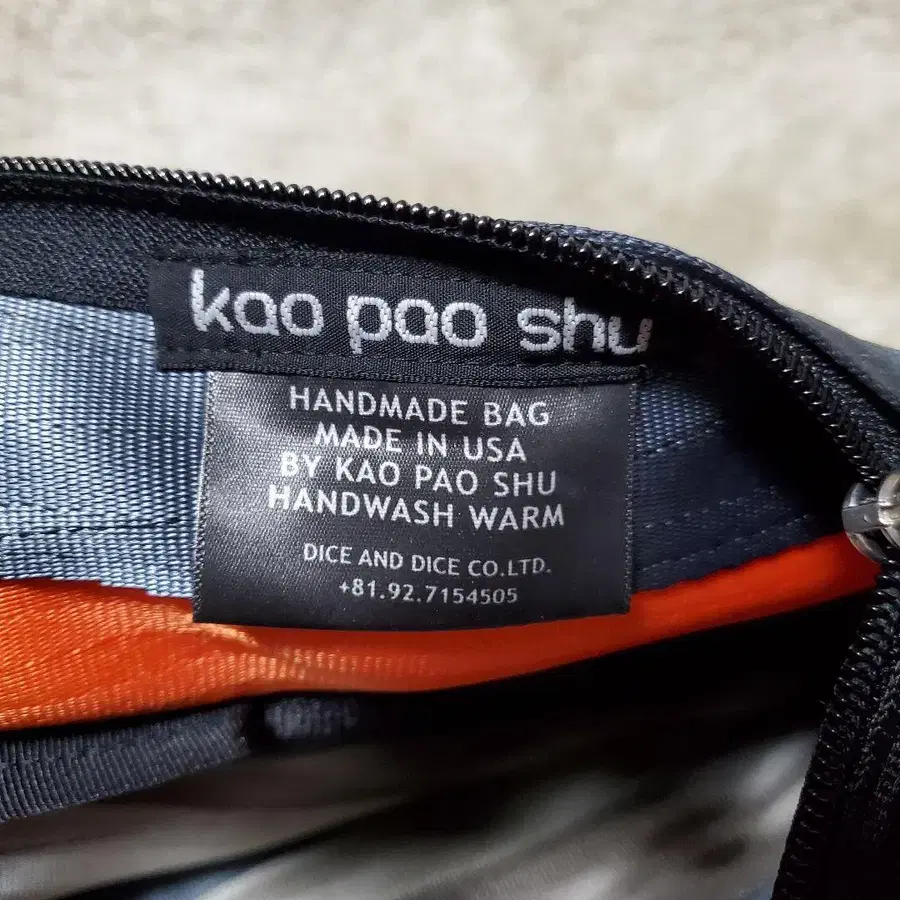 kao pao shu
HANDMADE BAG
MADE IN USA
BY KAO PAO SHU
HANDWASH WARM
DICE AND DICE CO.LTD.
+81.92.7154505